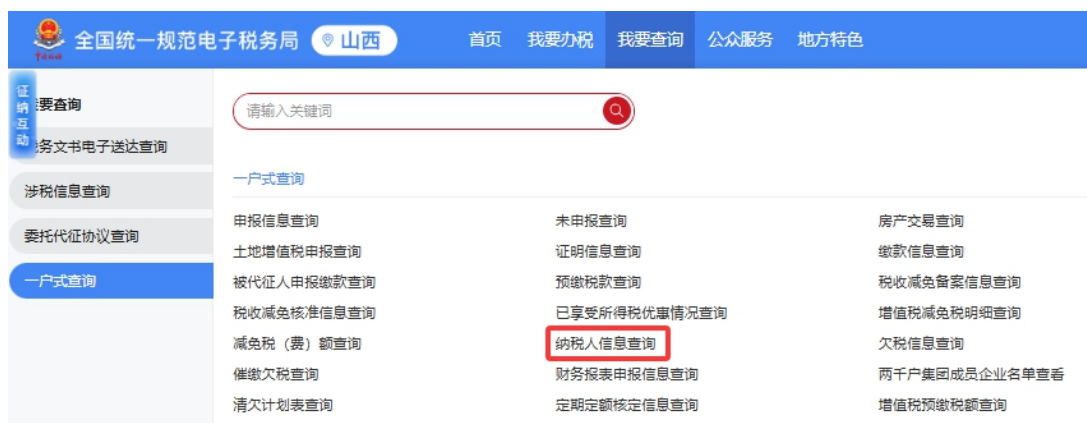 全国统一规范电子税务局 山西 首页 我要办税 我要查询 公众服务 地方特色
征纳互动
要查询
请输入关键词
务文书电子送达查询
涉税信息查询
委托代征协议查询
一户式查询
一户式查询
申报信息查询 未申报查询 房产交易查询
土地增值税申报查询 证明信息查询 缴款信息查询
被代征人申报缴款查询 预缴税款查询 税收减免备案信息查询
税收减免核准信息查询 已享受所得税优惠情况查询 增值税减免税明细查询
减免税（费）额查询 纳税人信息查询 欠税信息查询
催缴欠税查询 财务报表申报信息查询 两千户集团成员企业名单查看
清欠计划表查询 定期定额核定信息查询 增值税预缴税额查询